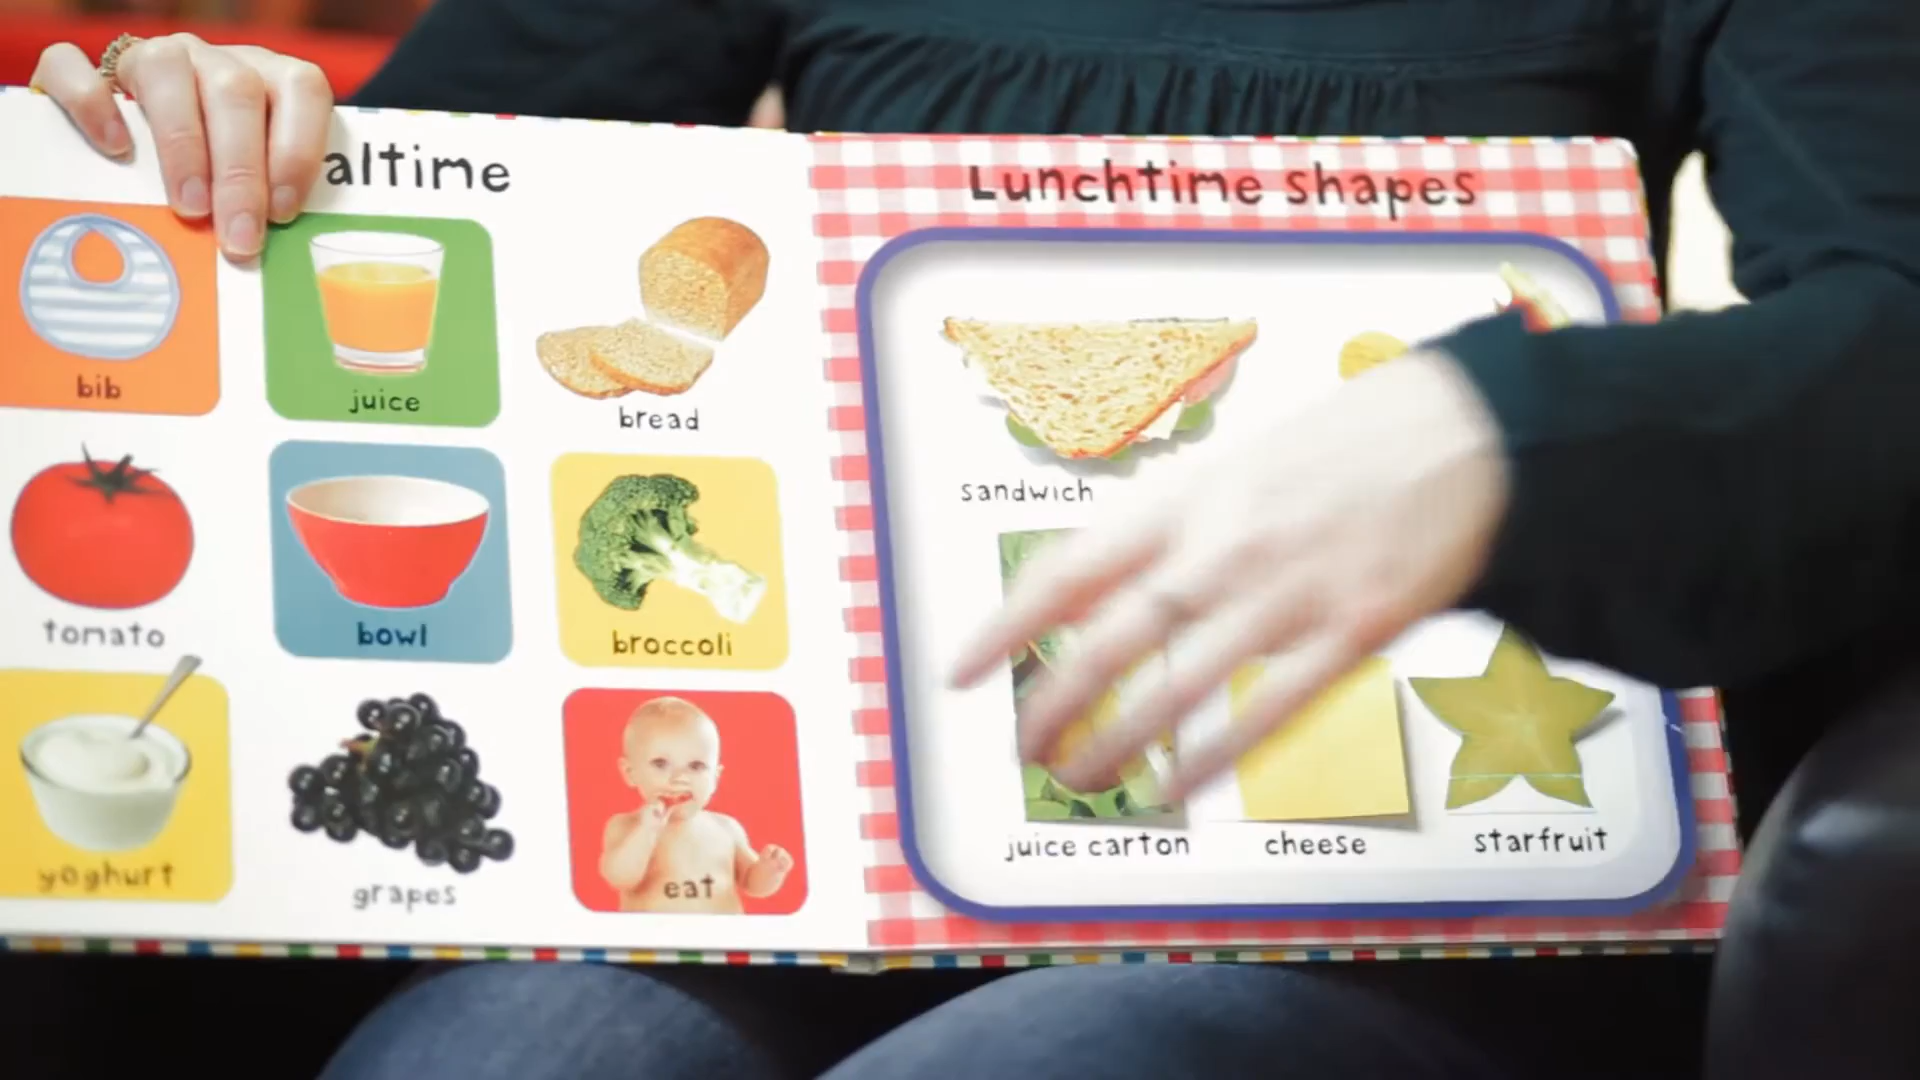 altime
bib
juice
bread
tomato
bowl
broccoli
yoghurt
grapes
eat
Lunchtime shapes
sandwich
juice carton
cheese
starfruit